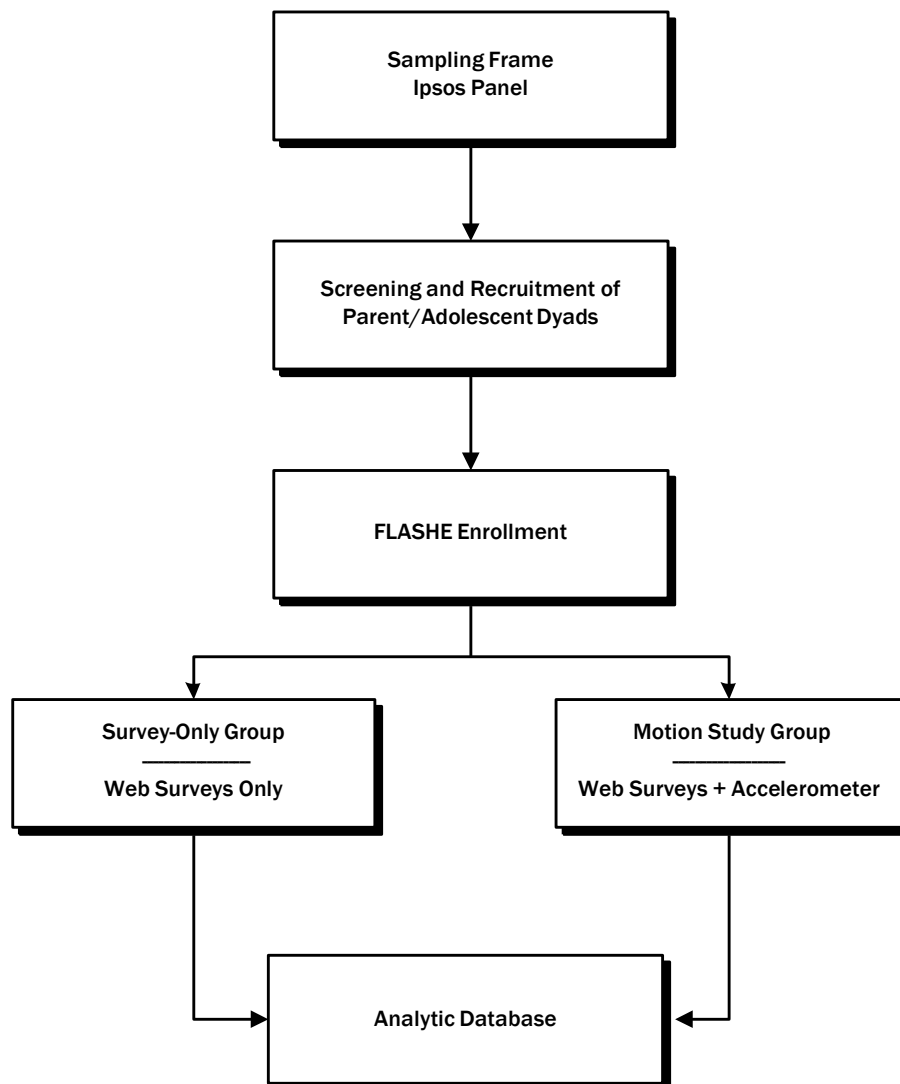 Sampling Frame
Ipsos Panel
Screening and Recruitment of
Parent/Adolescent Dyads
FLASHE Enrollment
Survey-Only Group
Web Surveys Only
Motion Study Group
Web Surveys + Accelerometer
Analytic Database